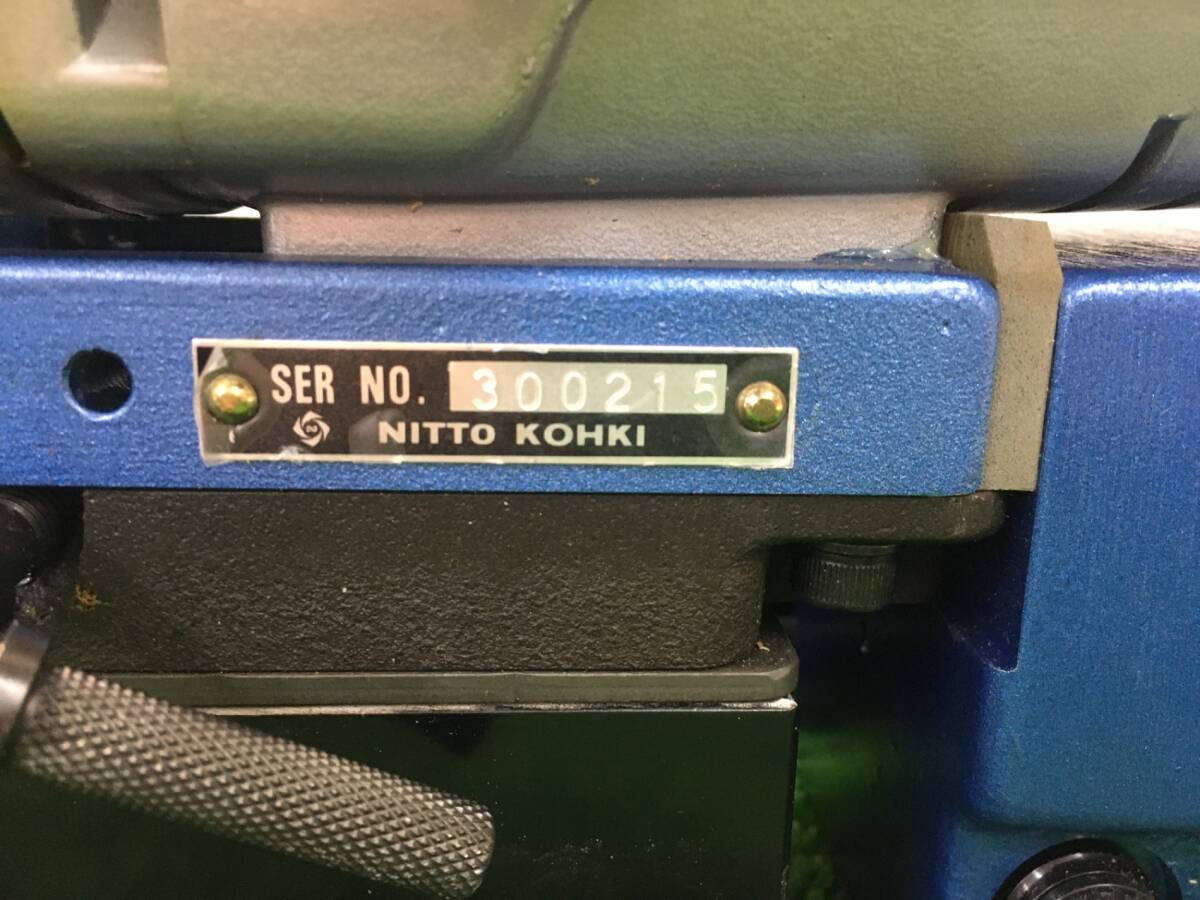 SER NO. 300215
NITTO KOHKI